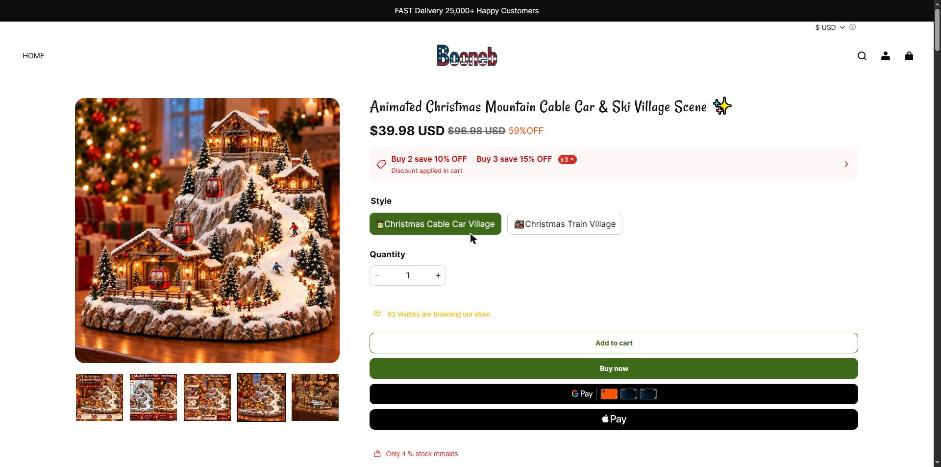 FAST Delivery 25,000+ Happy Customers
$ USD
HOME
Booneb
Animated Christmas Mountain Cable Car & Ski Village Scene ✨
$39.98 USD $96.98 USD 59%OFF
Buy 2 save 10% OFF Buy 3 save 15% OFF x3
Discount applied in cart
Style
Christmas Cable Car Village Christmas Train Village
Quantity
− 1 +
83 Visitors are browsing our store.
Add to cart
Buy now
G Pay
Pay
Only 4 % stock remains